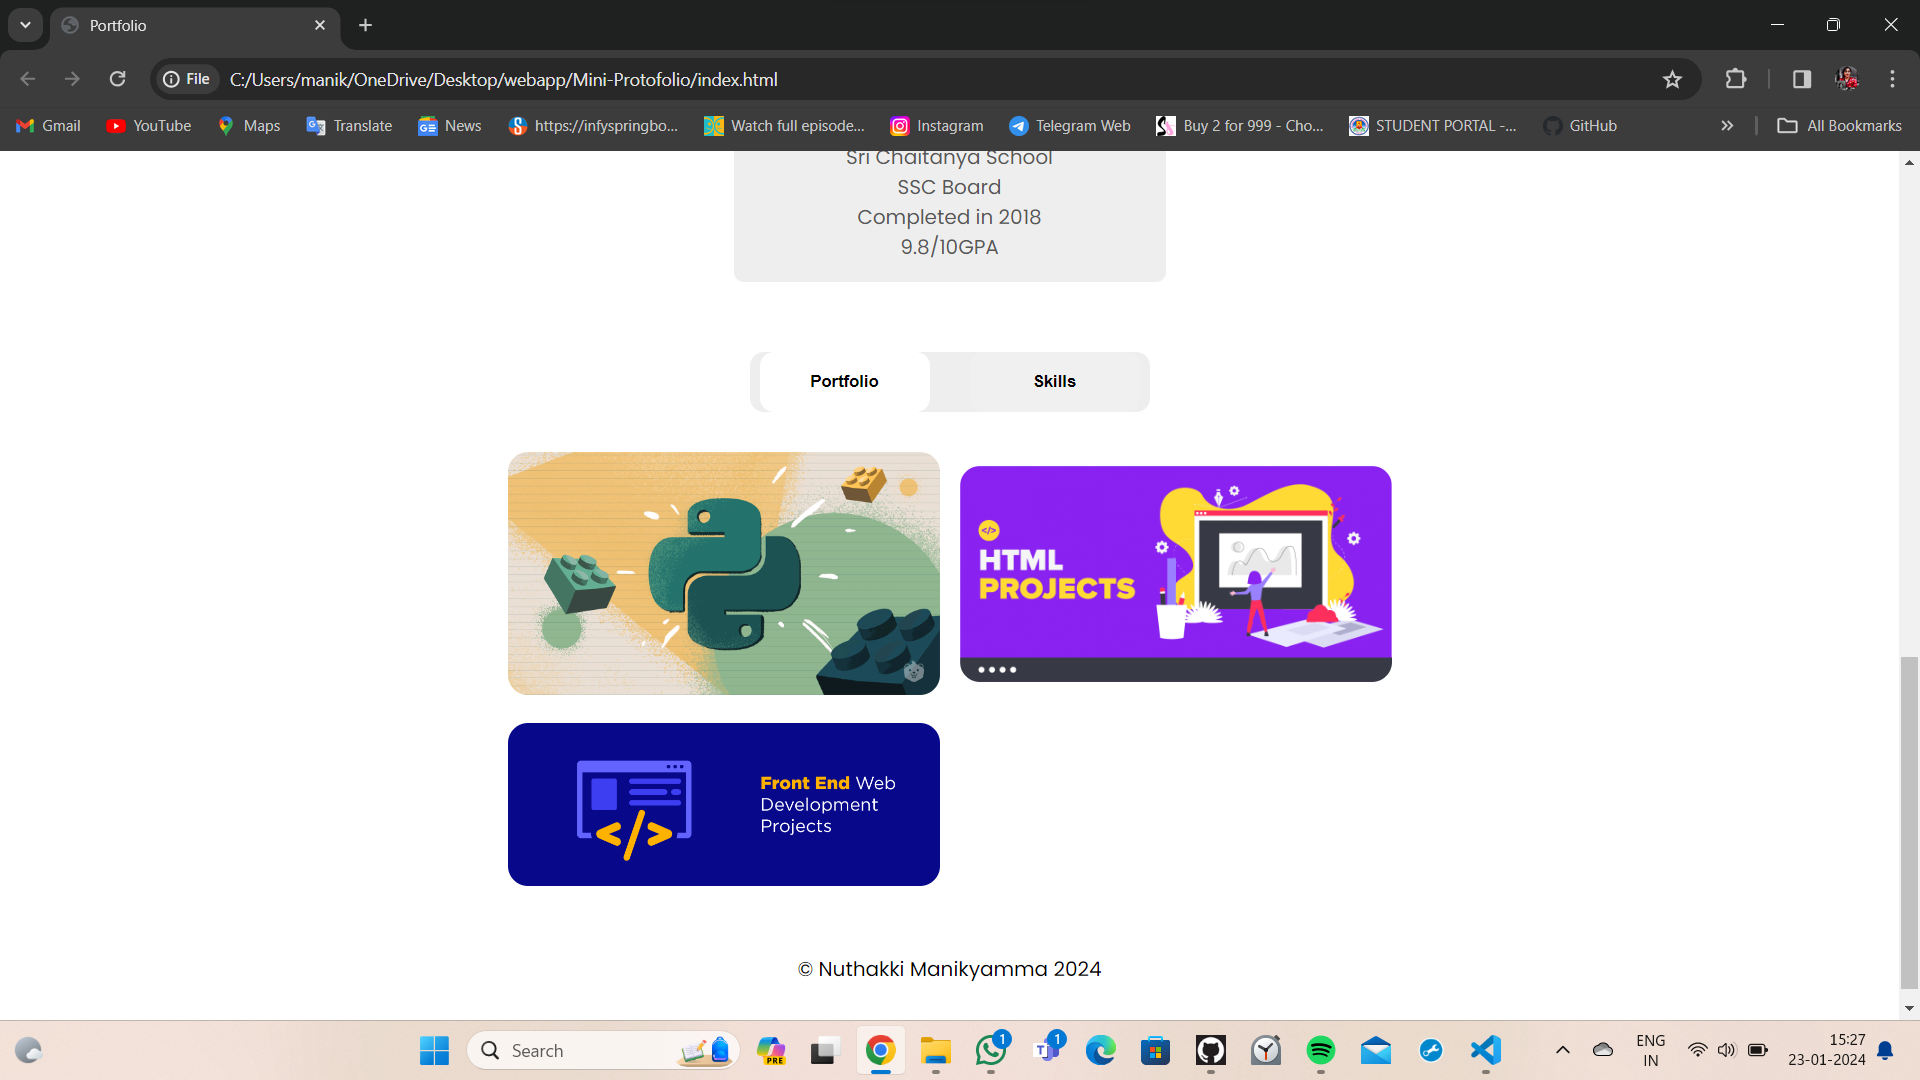 Portfolio
File
C:/Users/manik/OneDrive/Desktop/webapp/Mini-Protofolio/index.html
Gmail YouTube Maps Translate News https://infyspringbo... Watch full episode... Instagram Telegram Web Buy 2 for 999 - Cho... STUDENT PORTAL -... GitHub » All Bookmarks
Sri Chaitanya School
SSC Board
Completed in 2018
9.8/10GPA
Portfolio Skills
</>
HTML
PROJECTS
Front End Web
Development
Projects
</>
© Nuthakki Manikyamma 2024
Search
PRE
1
1
ENG
IN
15:27
23-01-2024